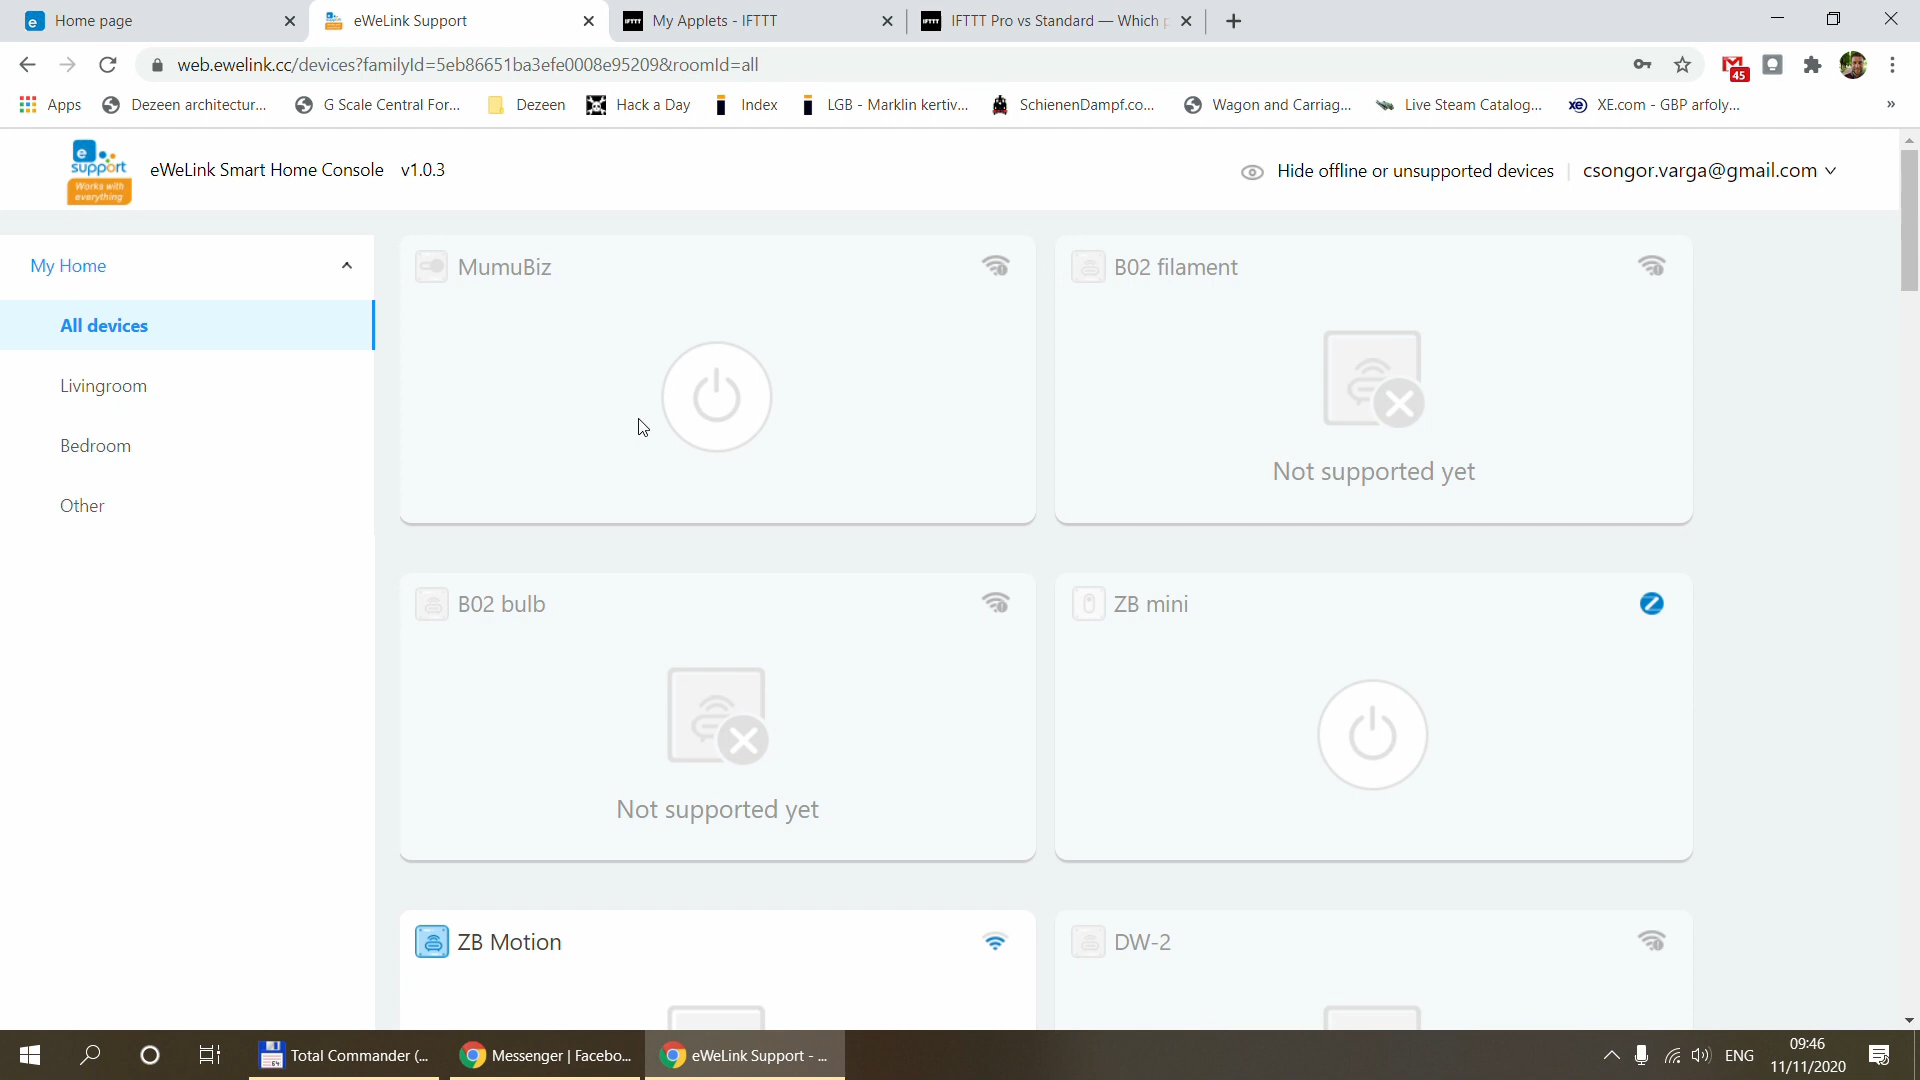 Home page
eWeLink Support
My Applets - IFTTT
IFTTT Pro vs Standard — Which p
web.ewelink.cc/devices?familyId=5eb86651ba3efe0008e95209&roomId=all
45
Apps
Dezeen architectur...
G Scale Central For...
Dezeen
Hack a Day
Index
LGB - Marklin kertiv...
SchienenDampf.co...
Wagon and Carriag...
Live Steam Catalog...
XE.com - GBP arfoly...
»
e
support
Works with
everything
eWeLink Smart Home Console v1.0.3
Hide offline or unsupported devices
csongor.varga@gmail.com
My Home
All devices
Livingroom
Bedroom
Other
MumuBiz
B02 filament
Not supported yet
B02 bulb
Not supported yet
ZB mini
ZB Motion
DW-2
Total Commander (...
Messenger | Facebo...
eWeLink Support - ...
ENG
09:46
11/11/2020